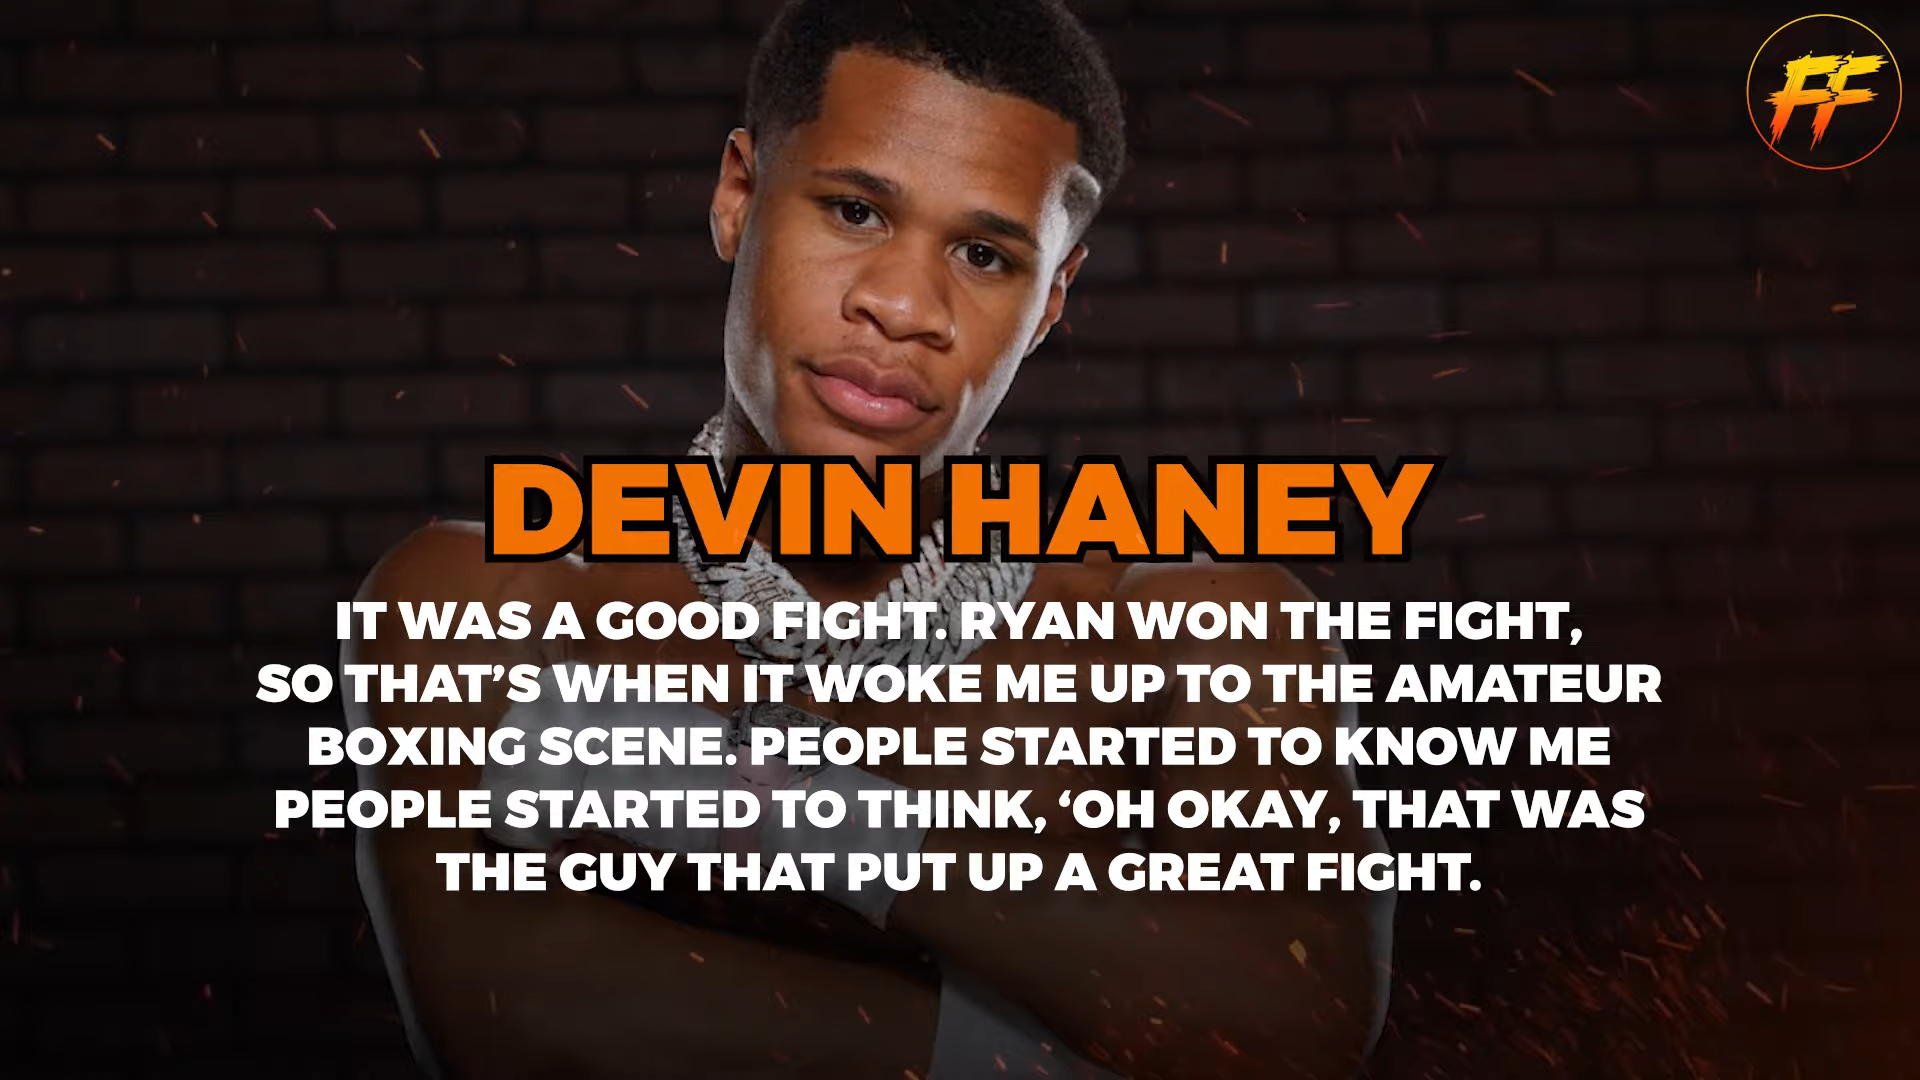 FF
DEVIN HANEY
IT WAS A GOOD FIGHT. RYAN WON THE FIGHT,
SO THAT’S WHEN IT WOKE ME UP TO THE AMATEUR
BOXING SCENE. PEOPLE STARTED TO KNOW ME
PEOPLE STARTED TO THINK, ‘OH OKAY, THAT WAS
THE GUY THAT PUT UP A GREAT FIGHT.